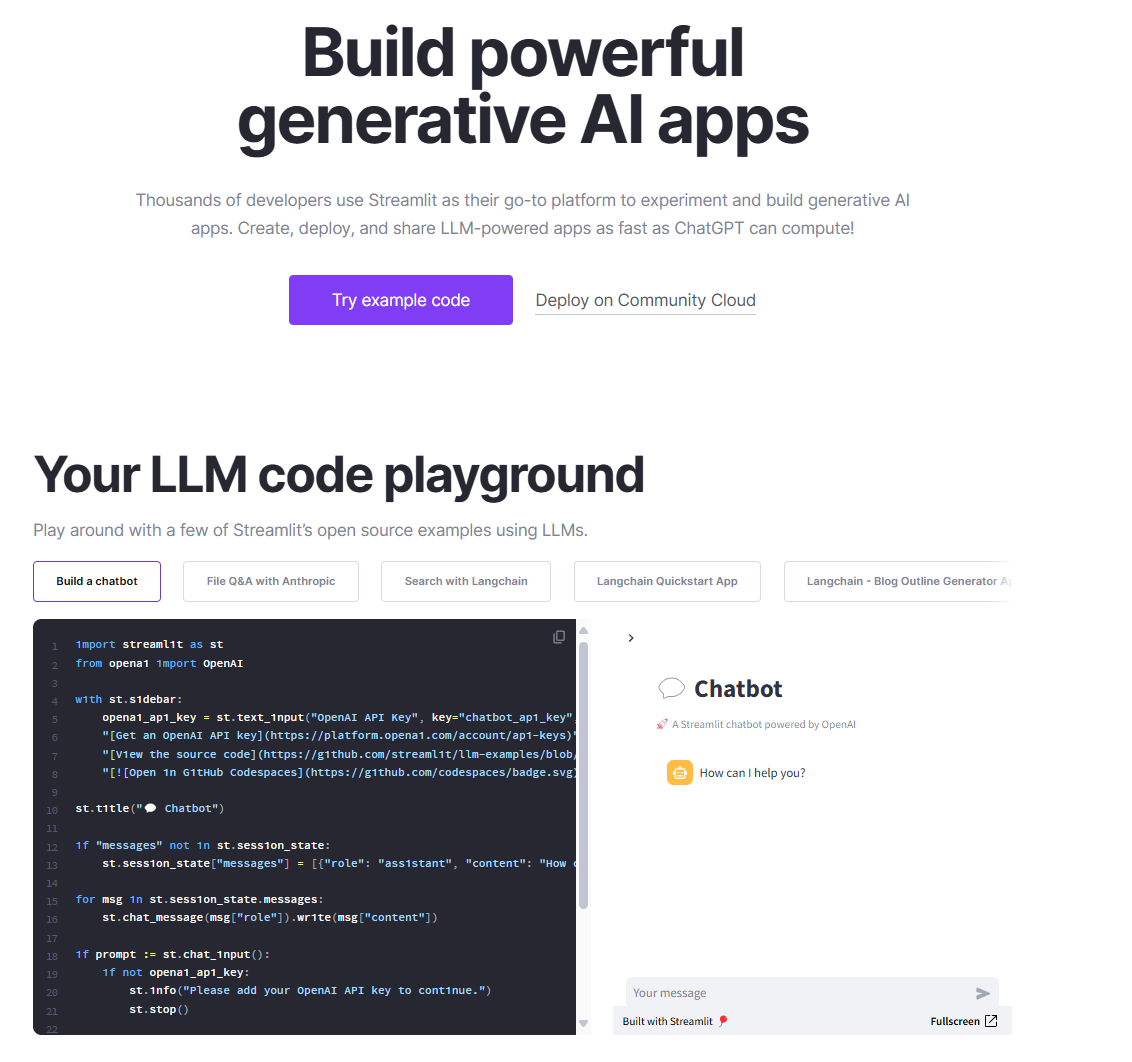 Build powerful
generative AI apps
Thousands of developers use Streamlit as their go-to platform to experiment and build generative AI
apps. Create, deploy, and share LLM-powered apps as fast as ChatGPT can compute!
Try example code
Deploy on Community Cloud
Your LLM code playground
Play around with a few of Streamlit’s open source examples using LLMs.
Build a chatbot
File Q&A with Anthropic
Search with Langchain
Langchain Quickstart App
Langchain - Blog Outline Generator Ap
1 import streamlit as st
2 from openai import OpenAI
3
4 with st.sidebar:
5     openai_api_key = st.text_input("OpenAI API Key", key="chatbot_api_key",
6     "[Get an OpenAI API key](https://platform.openai.com/account/api-keys)"
7     "[View the source code](https://github.com/streamlit/llm-examples/blob/
8     "[![Open in GitHub Codespaces](https://github.com/codespaces/badge.svg)
9
10 st.title("💬 Chatbot")
11
12 if "messages" not in st.session_state:
13     st.session_state["messages"] = [{"role": "assistant", "content": "How c
14
15 for msg in st.session_state.messages:
16     st.chat_message(msg["role"]).write(msg["content"])
17
18 if prompt := st.chat_input():
19     if not openai_api_key:
20         st.info("Please add your OpenAI API key to continue.")
21         st.stop()
22
💬 Chatbot
🚀 A Streamlit chatbot powered by OpenAI
How can I help you?
Your message
Built with Streamlit 🎈
Fullscreen